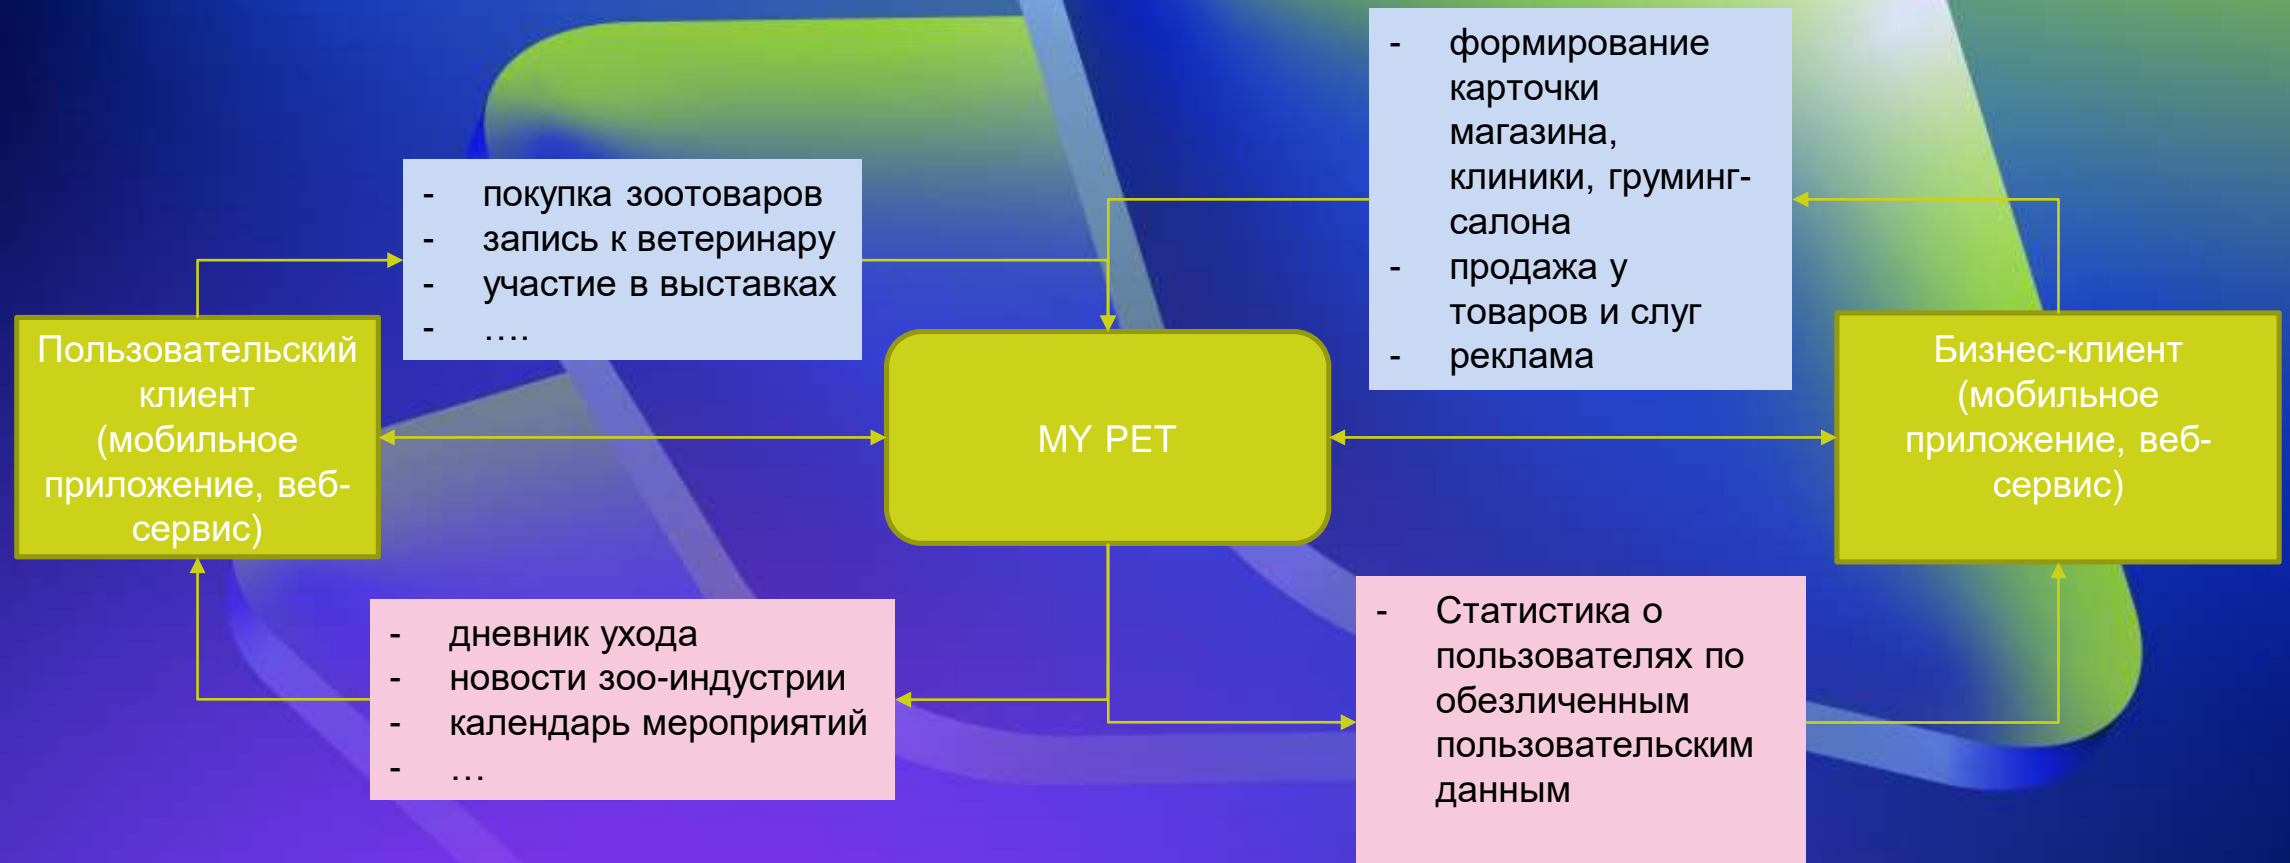 - покупка зоотоваров
- запись к ветеринару
- участие в выставках
- ….
- формирование
карточки
магазина,
клиники, груминг-
салона
- продажа у
товаров и слуг
- реклама
Пользовательский
клиент
(мобильное
приложение, веб-
сервис)
MY PET
Бизнес-клиент
(мобильное
приложение, веб-
сервис)
- дневник ухода
- новости зоо-индустрии
- календарь мероприятий
- …
- Статистика о
пользователях по
обезличенным
пользовательским
данным